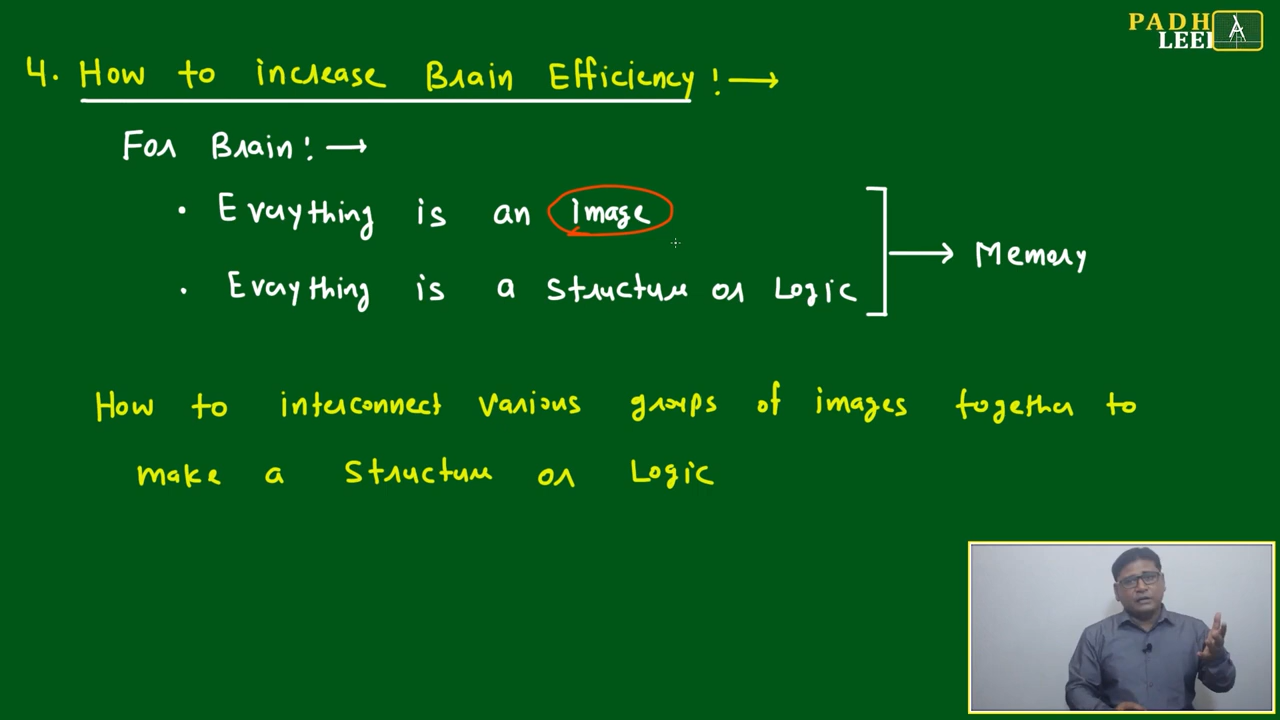 PADH
LEEI A
4. How to increase Brain Efficiency :→
For Brain :→
• Everything is an image
• Everything is a structure or Logic → Memory
How to interconnect various groups of images together to
make a structure or Logic